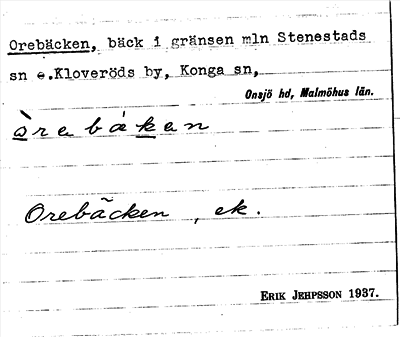 Orebäcken, bäck i gränsen mln Stenestads
sn o.Kloveröds by, Konga sn,
Onsjö hd, Malmöhus län.
òrebákan
Orebäcken , ek.
ERIK JEHPSSON 1937.